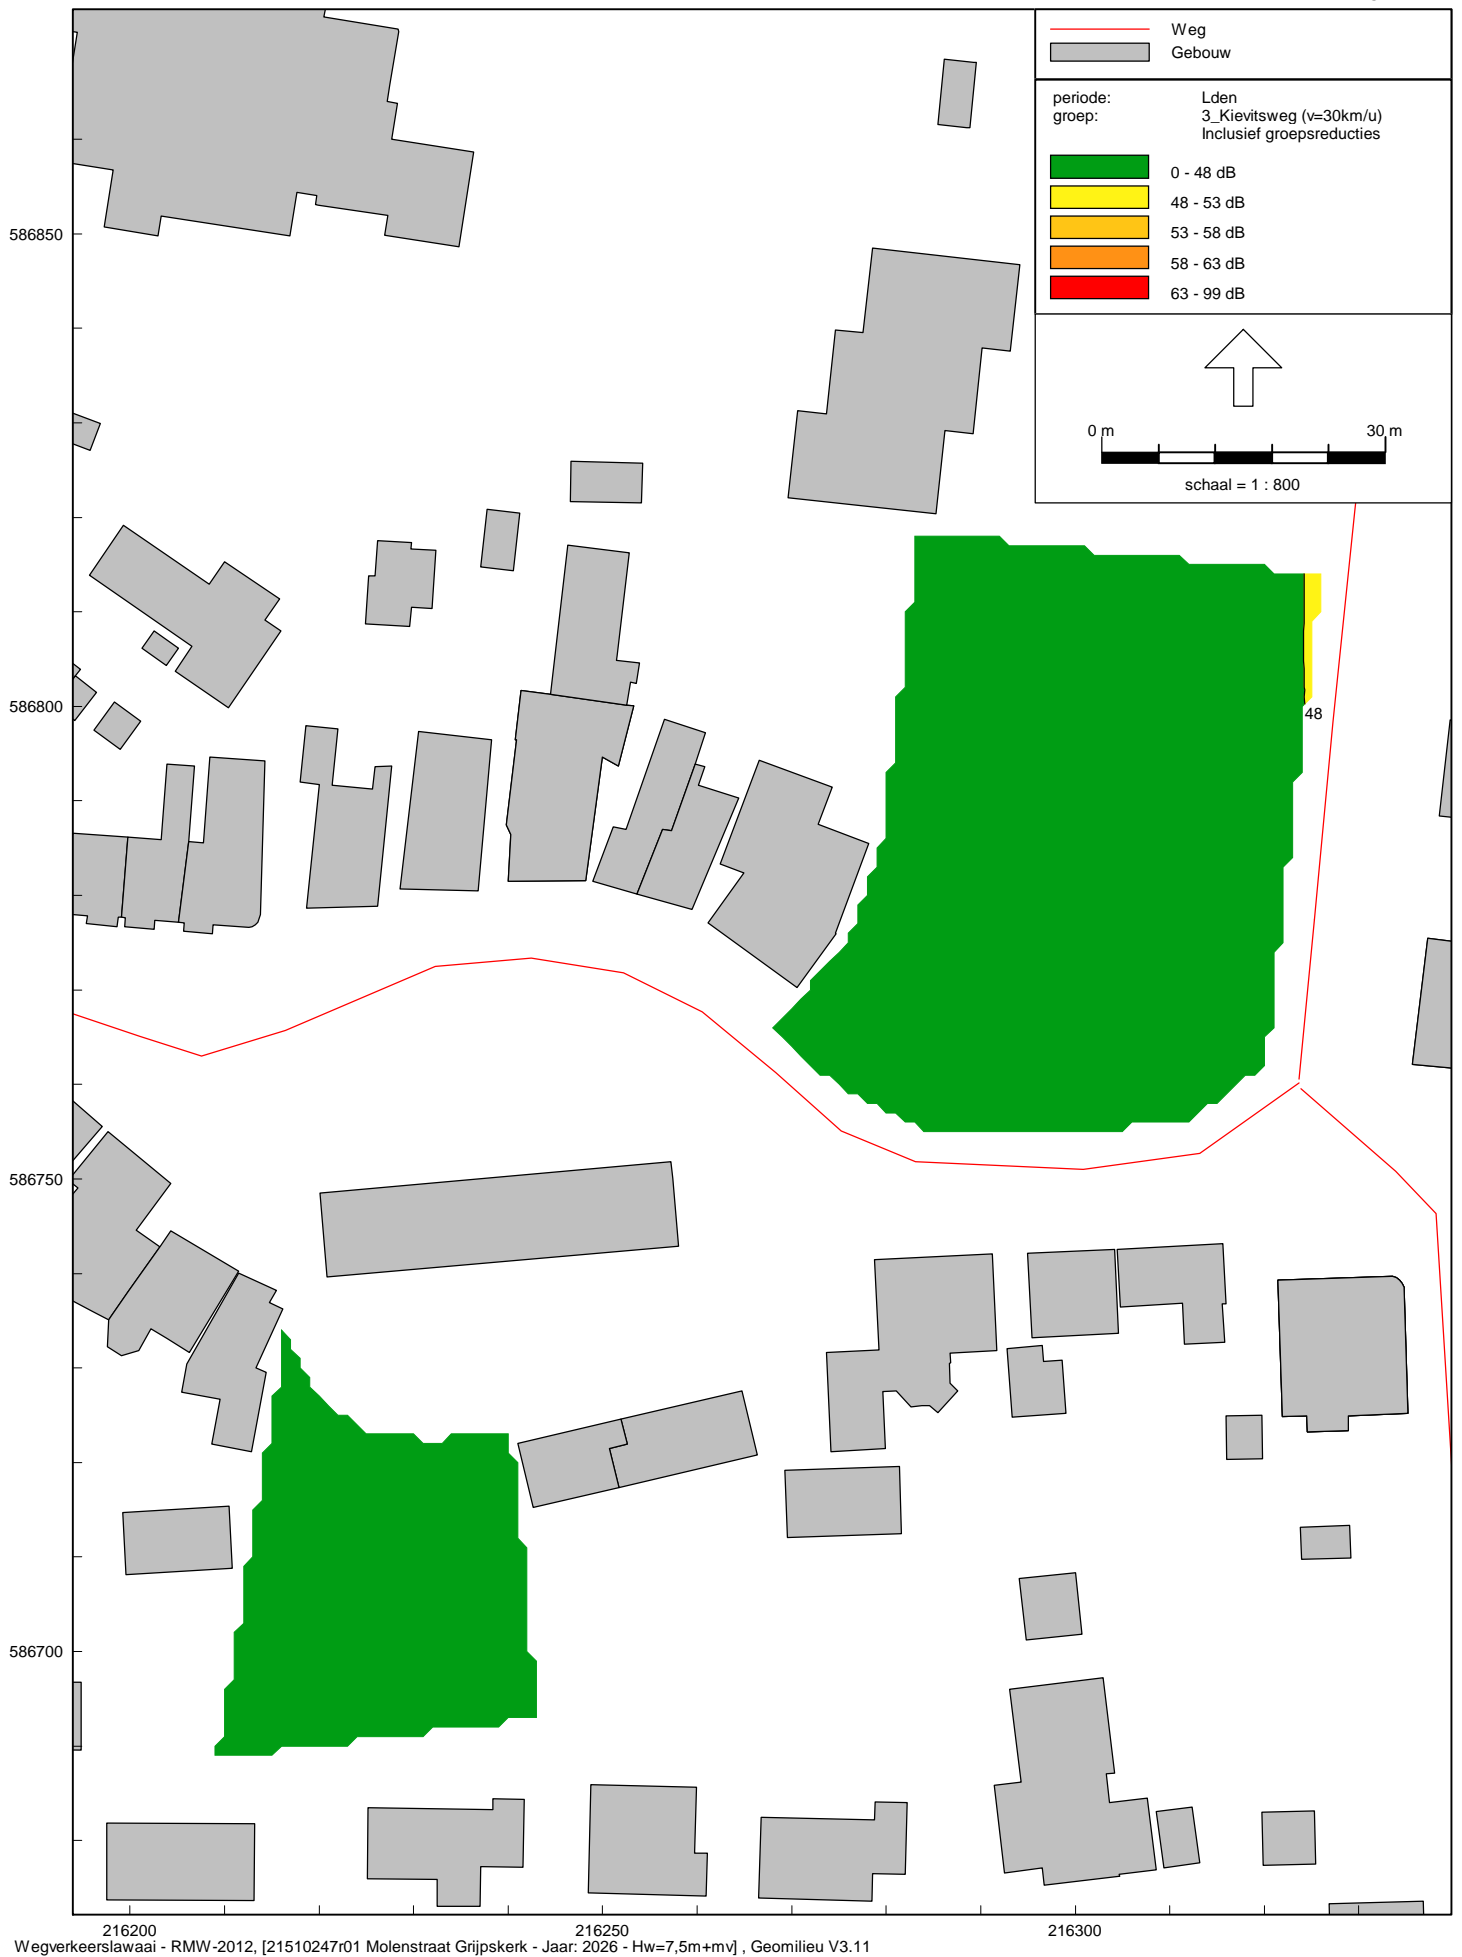 Weg
Gebouw
periode: Lden
groep: 3_Kievitsweg (v=30km/u)
Inclusief groepsreducties
0 - 48 dB
48 - 53 dB
53 - 58 dB
58 - 63 dB
63 - 99 dB
0 m 30 m
schaal = 1 : 800
586850
586800
48
586750
586700
216200 216250 216300
Wegverkeerslawaai - RMW-2012, [21510247r01 Molenstraat Grijpskerk - Jaar: 2026 - Hw=7,5m+mv] , Geomilieu V3.11